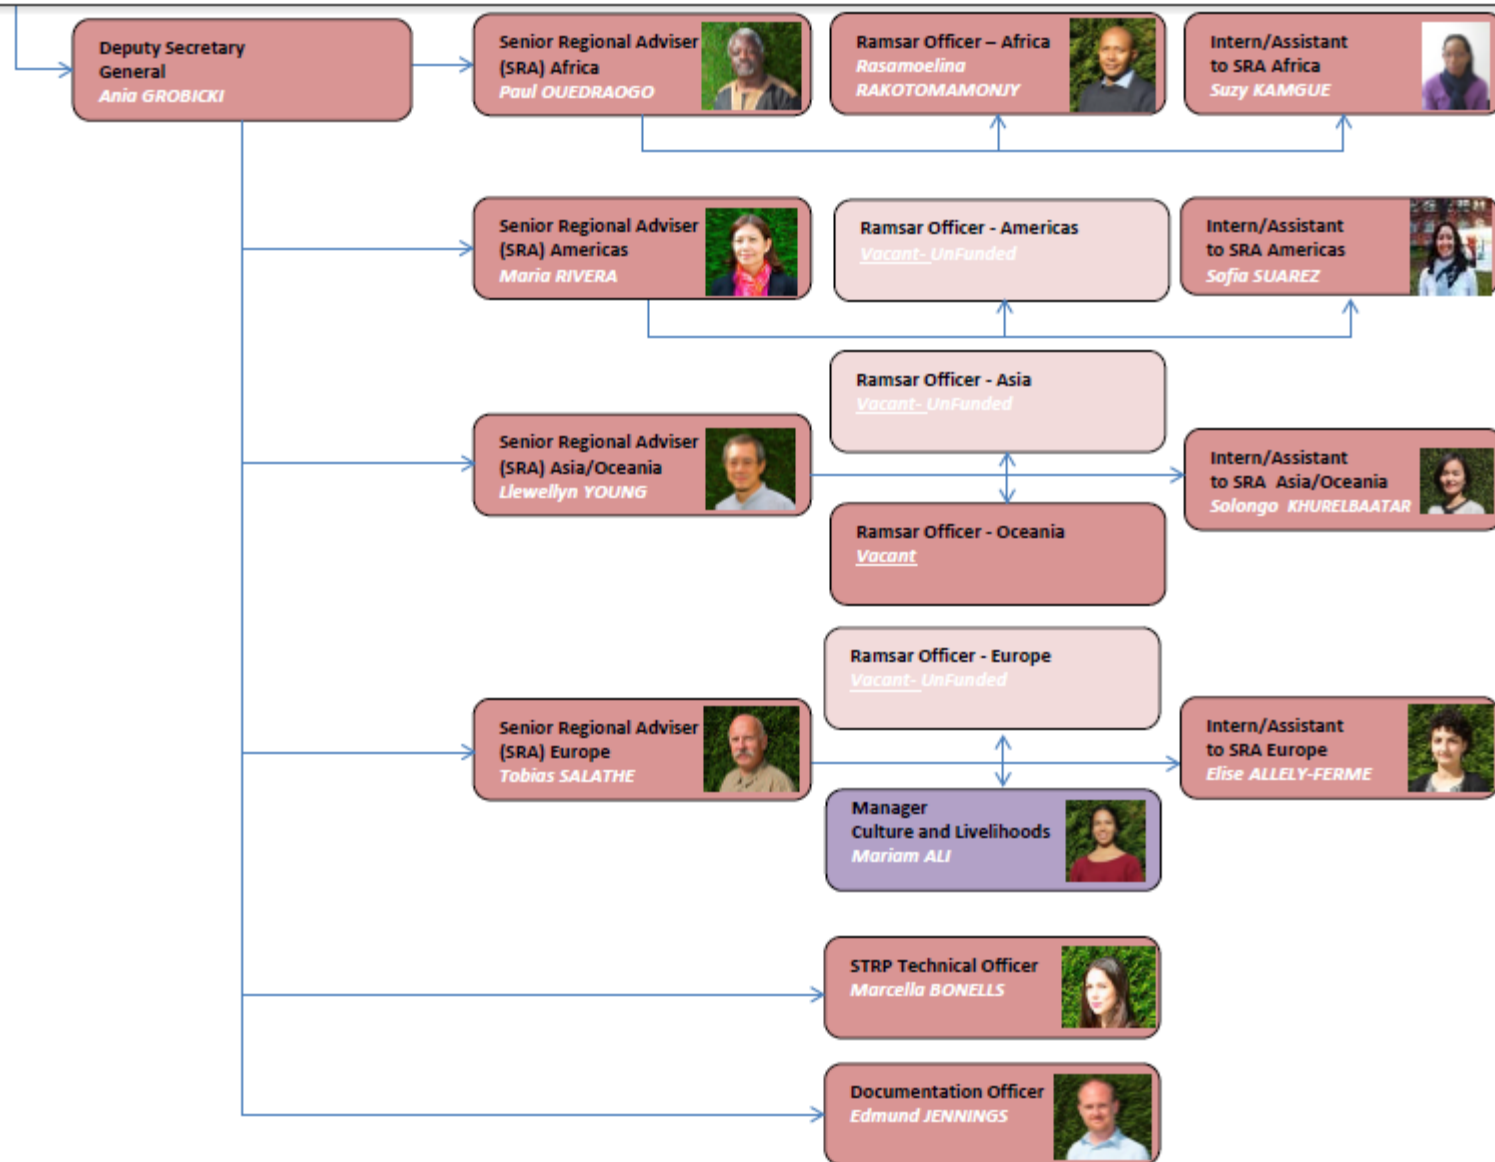 Deputy Secretary
General
Ania GROBICKI
Senior Regional Adviser
(SRA) Africa
Paul OUEDRAOGO
Ramsar Officer – Africa
Rasamoelina
RAKOTOMAMONJY
Intern/Assistant
to SRA Africa
Suzy KAMGUE
Senior Regional Adviser
(SRA) Americas
Maria RIVERA
Ramsar Officer - Americas
Vacant- UnFunded
Intern/Assistant
to SRA Americas
Sofia SUAREZ
Ramsar Officer - Asia
Vacant- UnFunded
Senior Regional Adviser
(SRA) Asia/Oceania
Llewellyn YOUNG
Intern/Assistant
to SRA Asia/Oceania
Solongo KHURELBAATAR
Ramsar Officer - Oceania
Vacant
Ramsar Officer - Europe
Vacant- UnFunded
Senior Regional Adviser
(SRA) Europe
Tobias SALATHE
Intern/Assistant
to SRA Europe
Elise ALLELY-FERME
Manager
Culture and Livelihoods
Mariam ALI
STRP Technical Officer
Marcella BONELLS
Documentation Officer
Edmund JENNINGS